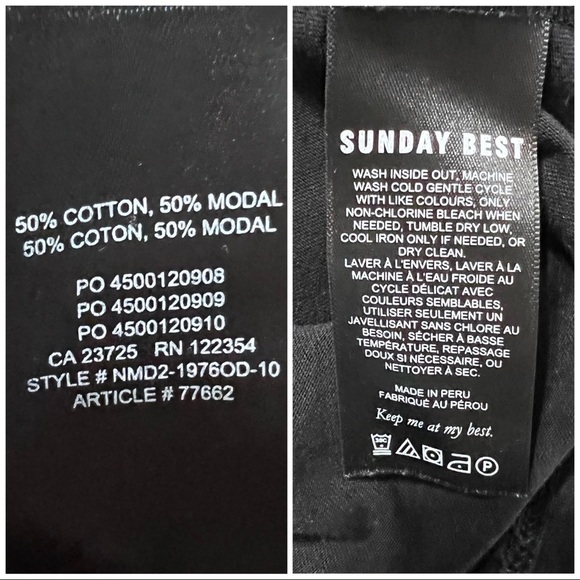 50% COTTON, 50% MODAL
50% COTON, 50% MODAL
PO 4500120908
PO 4500120909
PO 4500120910
CA 23725 RN 122354
STYLE # NMD2-1976OD-10
ARTICLE # 77662
SUNDAY BEST
WASH INSIDE OUT, MACHINE
WASH COLD GENTLE CYCLE
WITH LIKE COLOURS, ONLY
NON-CHLORINE BLEACH WHEN
NEEDED, TUMBLE DRY LOW,
COOL IRON ONLY IF NEEDED, OR
DRY CLEAN.
LAVER À L'ENVERS, LAVER À LA
MACHINE À L'EAU FROIDE AU
CYCLE DÉLICAT AVEC
COULEURS SEMBLABLES,
UTILISER SEULEMENT UN
JAVELLISANT SANS CHLORE AU
BESOIN, SÉCHER À BASSE
TEMPÉRATURE, REPASSAGE
DOUX SI NÉCESSAIRE, OU
NETTOYER À SEC.
MADE IN PERU
FABRIQUÉ AU PÉROU
Keep me at my best.
30C
P